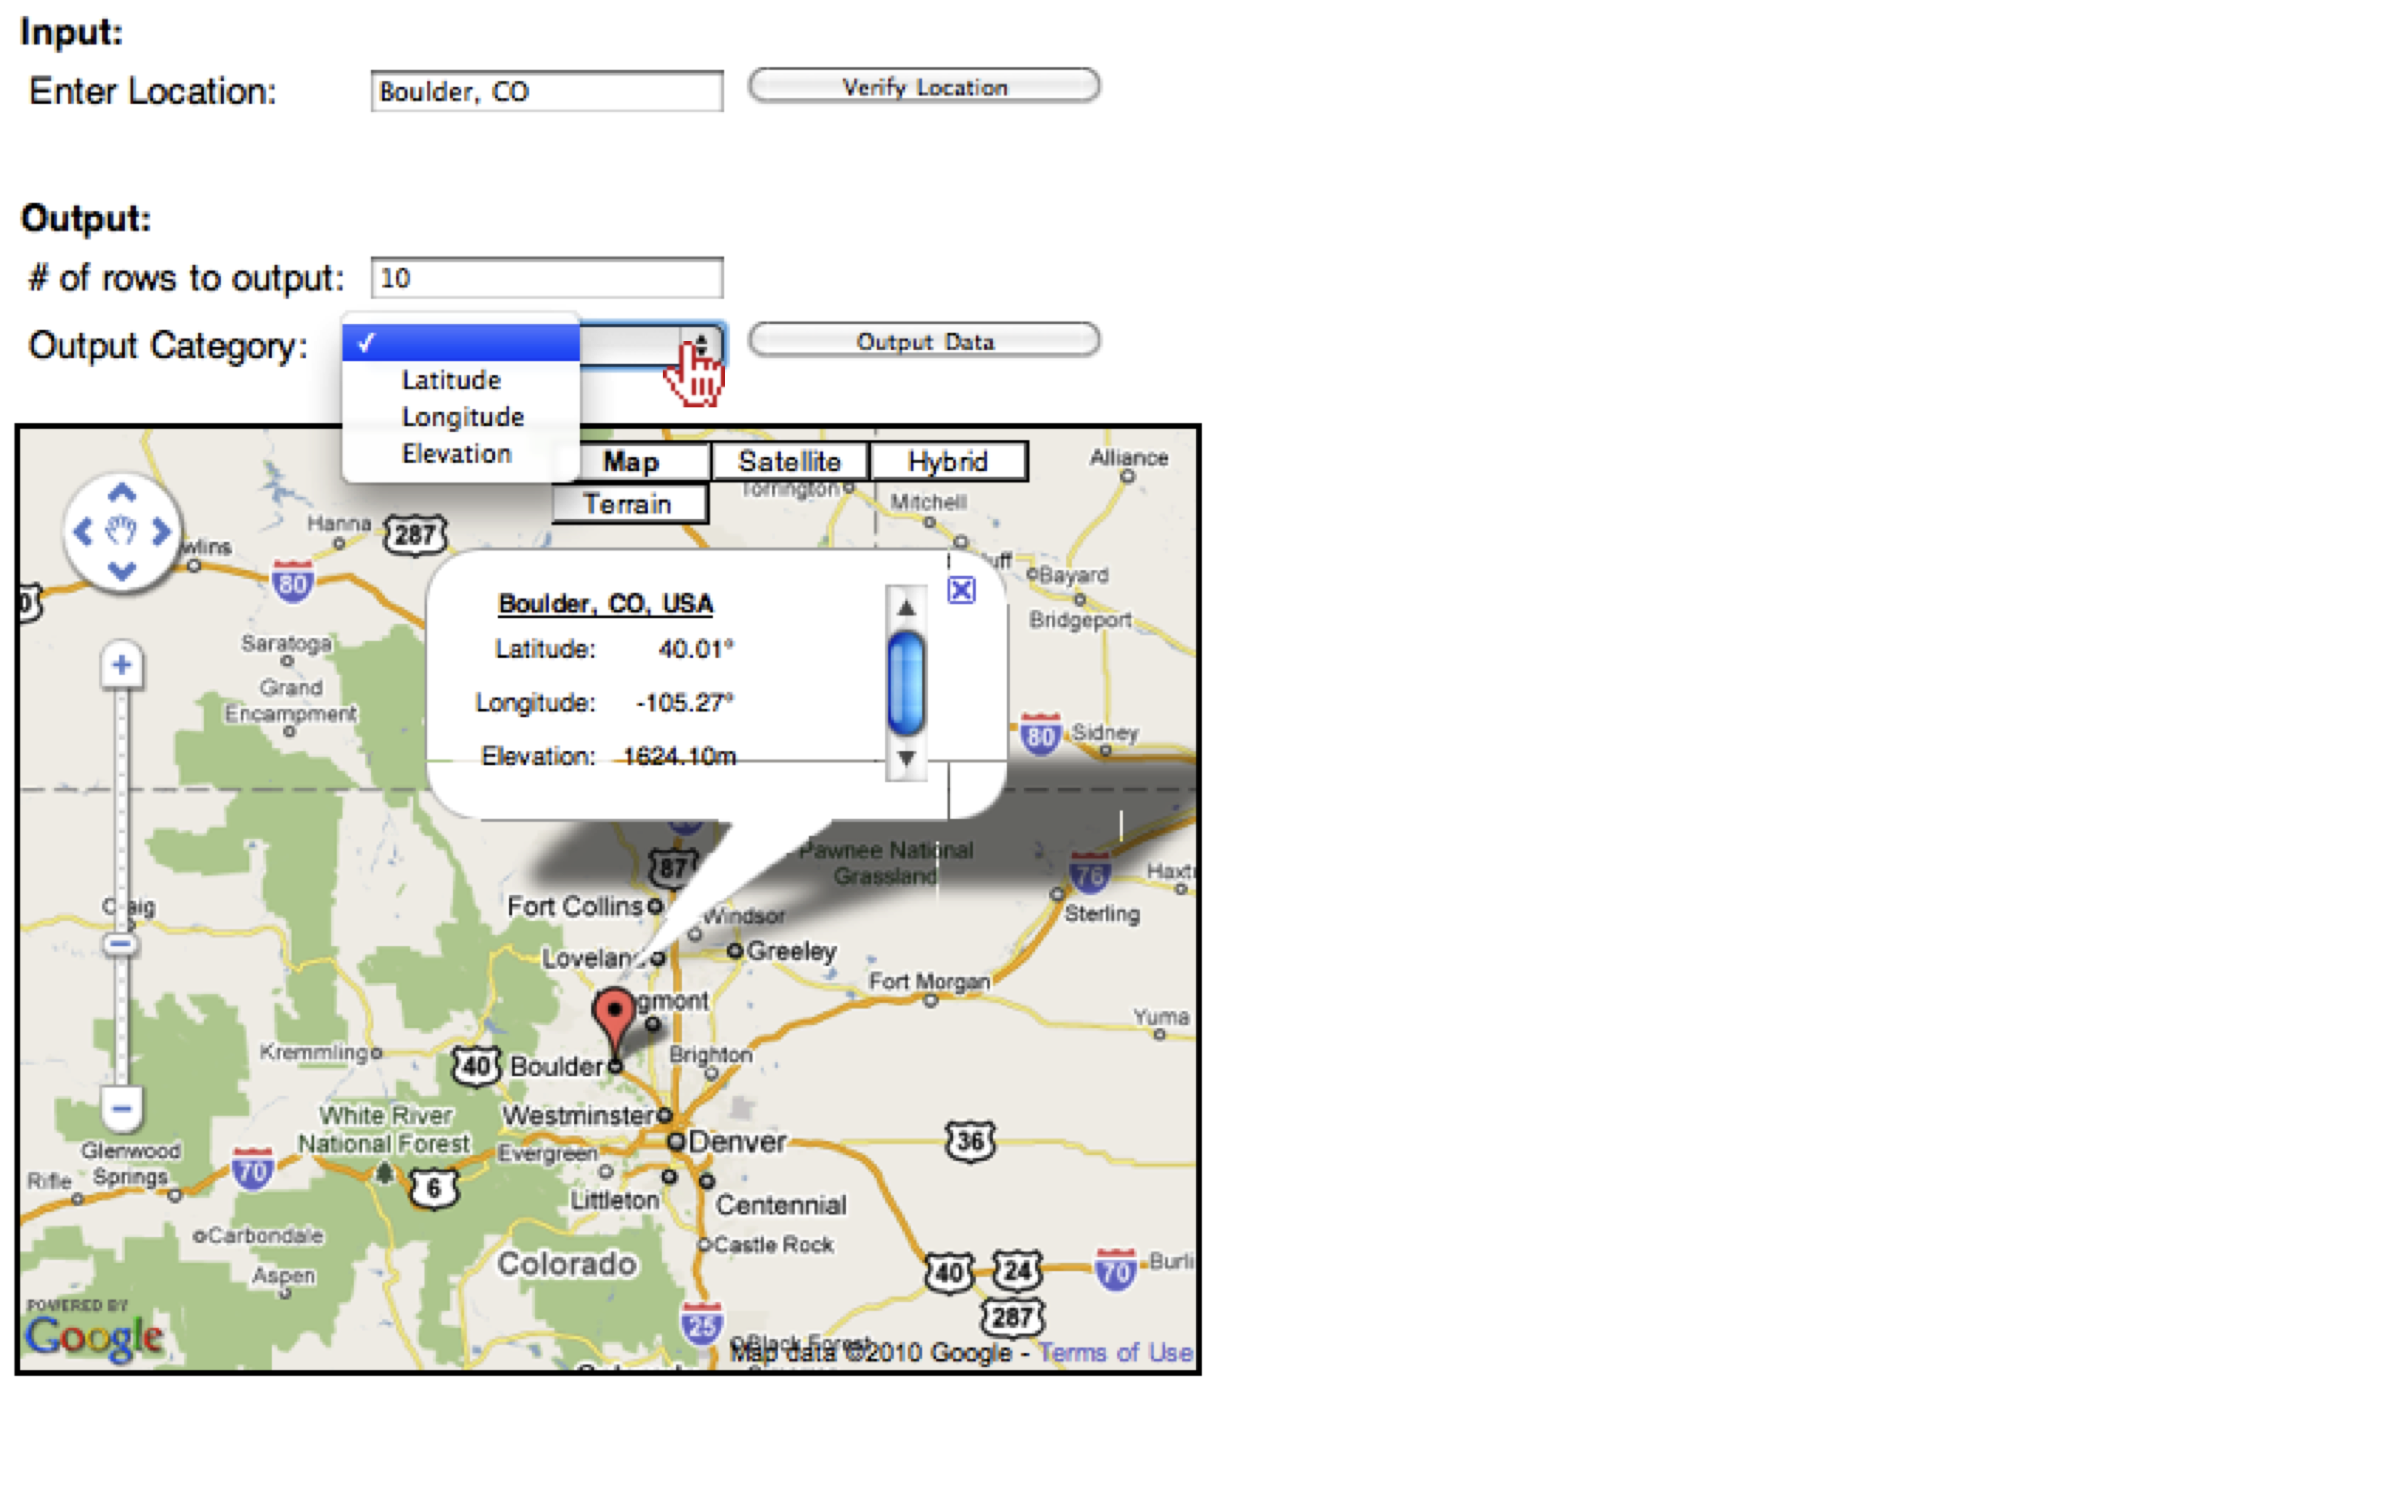 Input:
Enter Location: Boulder, CO Verify Location
Output:
# of rows to output: 10
Output Category: ✓ Output Data
Latitude
Longitude
Elevation
Map Satellite Hybrid
Terrain
Alliance
Torrington
Mitchell
Hanna 287
80
Bayard
Bridgeport
Boulder, CO, USA
Latitude: 40.01°
Longitude: -105.27°
Elevation: 1624.10m
Saratoga
Grand
Encampment
80 Sidney
87
Pawnee National
Grassland
76
Fort Collins
Windsor
Sterling
Loveland
Greeley
Fort Morgan
Yuma
Kremmling
40 Boulder
Brighton
White River
National Forest
Westminster
Denver
36
Glenwood
Springs
Rifle
70
6
Evergreen
Littleton
Centennial
Carbondale
Castle Rock
Aspen
Colorado
40 24 70
287
25
Black Forest
POWERED BY
Google
Map data ©2010 Google - Terms of Use